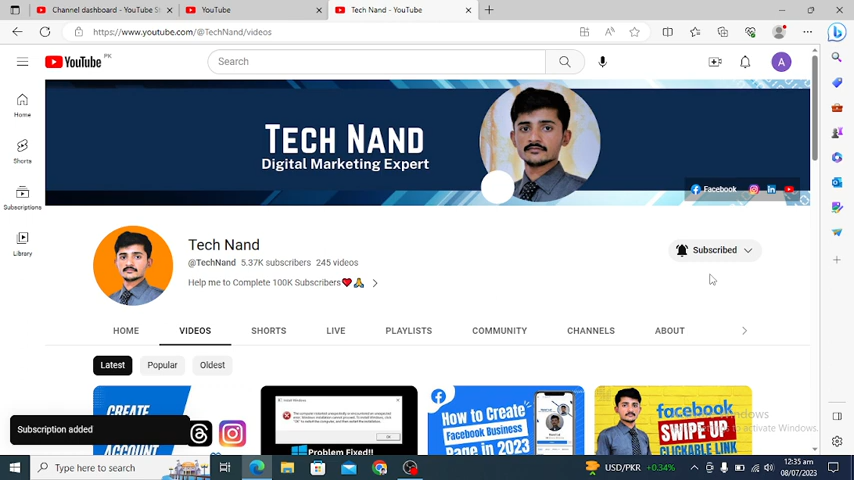 Channel dashboard - YouTube St
YouTube
Tech Nand - YouTube
https://www.youtube.com/@TechNand/videos
YouTube PK
Search
A
TECH NAND
Digital Marketing Expert
Facebook
Home
Shorts
Subscriptions
Library
Tech Nand
@TechNand 5.37K subscribers 245 videos
Help me to Complete 100K Subscribers❤️🙏
Subscribed
HOME VIDEOS SHORTS LIVE PLAYLISTS COMMUNITY CHANNELS ABOUT
Latest Popular Oldest
CREATE
ACCOUNT
Install Windows
OK
Problem Fixed!!
How to Create
Facebook Business
Page in 2023
facebook
SWIPE UP
CLICKABLE LINK
Subscription added
Type here to search
USD/PKR +0.34%
12:35 am
08/07/2023